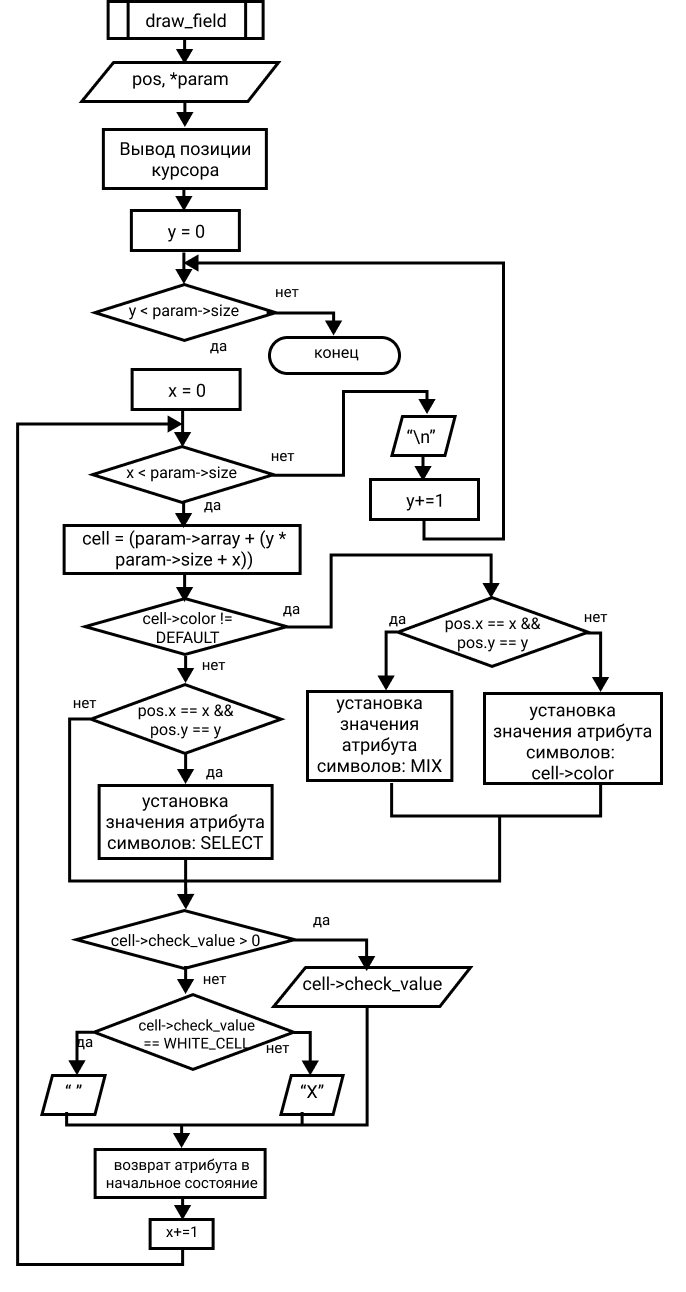 draw_field
pos, *param
Вывод позиции
курсора
y = 0
y < param->size
нет
конец
да
x = 0
x < param->size
нет
“\n”
y+=1
да
cell = (param->array + (y *
param->size + x))
cell->color !=
DEFAULT
да
нет
pos.x == x &&
pos.y == y
да
нет
установка
значения
атрибута
символов: MIX
установка
значения атрибута
символов:
cell->color
нет
pos.x == x &&
pos.y == y
да
установка
значения атрибута
символов: SELECT
cell->check_value > 0
да
cell->check_value
нет
cell->check_value
== WHITE_CELL
да
нет
“ ”
“X”
возврат атрибута в
начальное состояние
x+=1